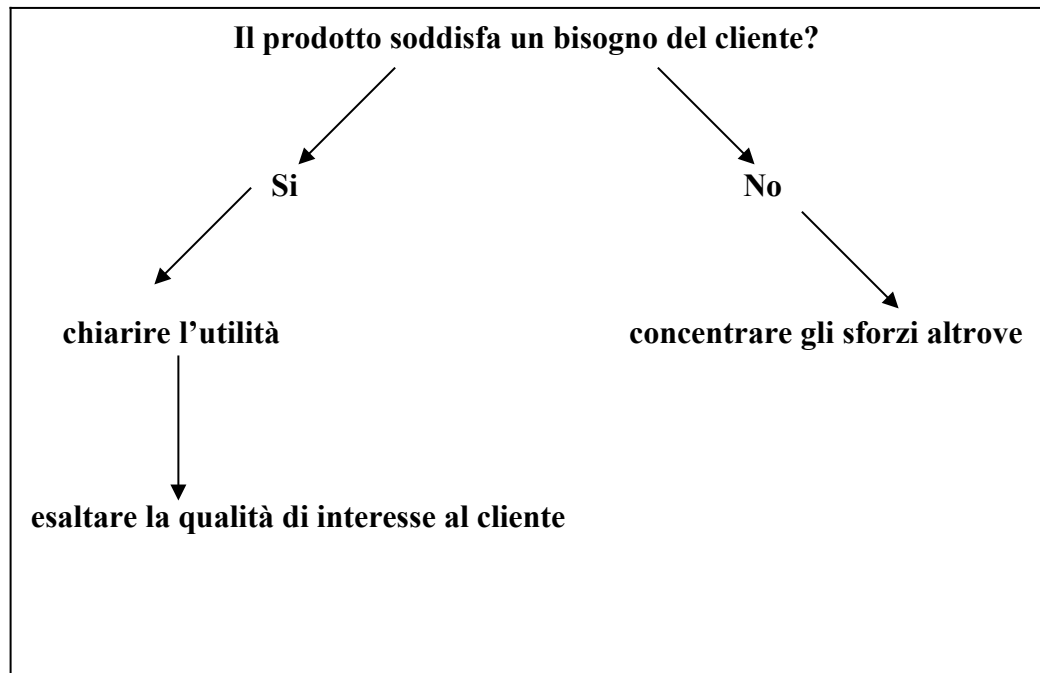 Il prodotto soddisfa un bisogno del cliente?
Si
No
chiarire l’utilità
concentrare gli sforzi altrove
esaltare la qualità di interesse al cliente